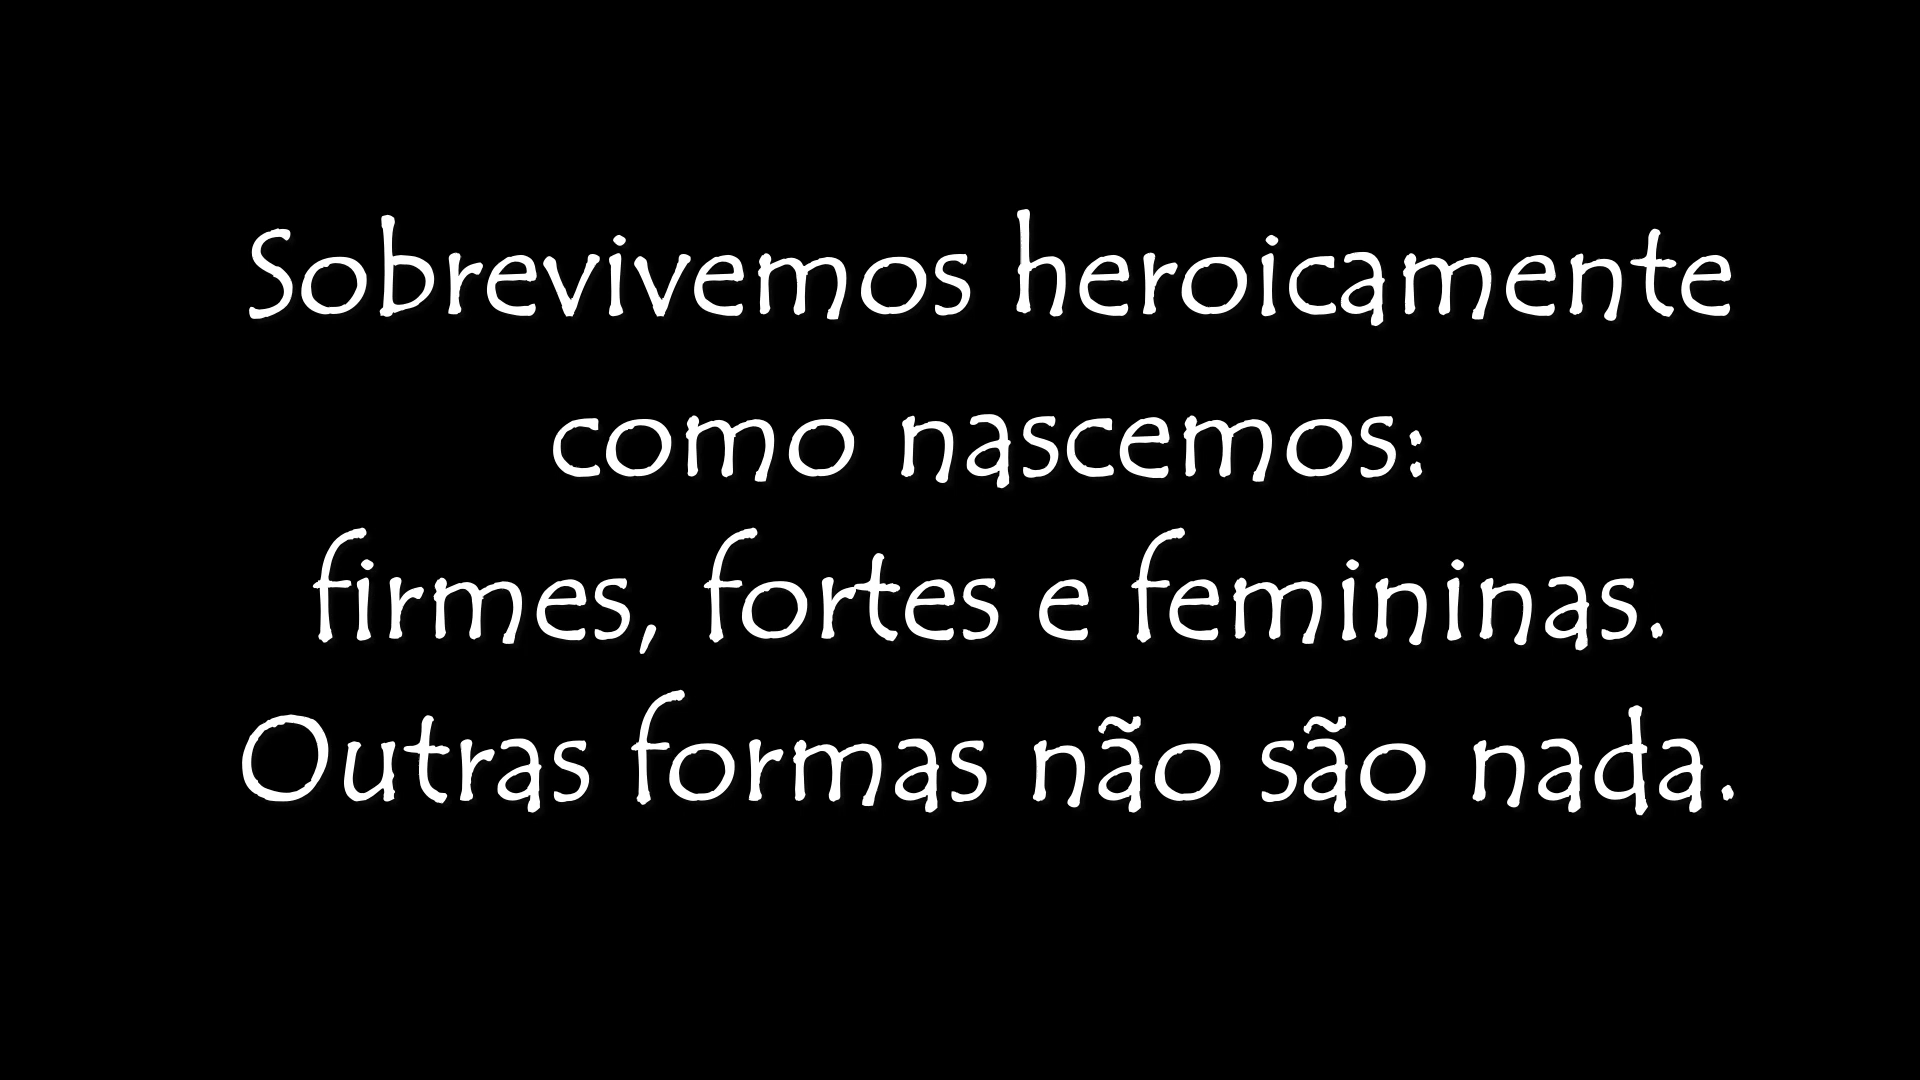 Sobrevivemos heroicamente
como nascemos:
firmes, fortes e femininas.
Outras formas não são nada.